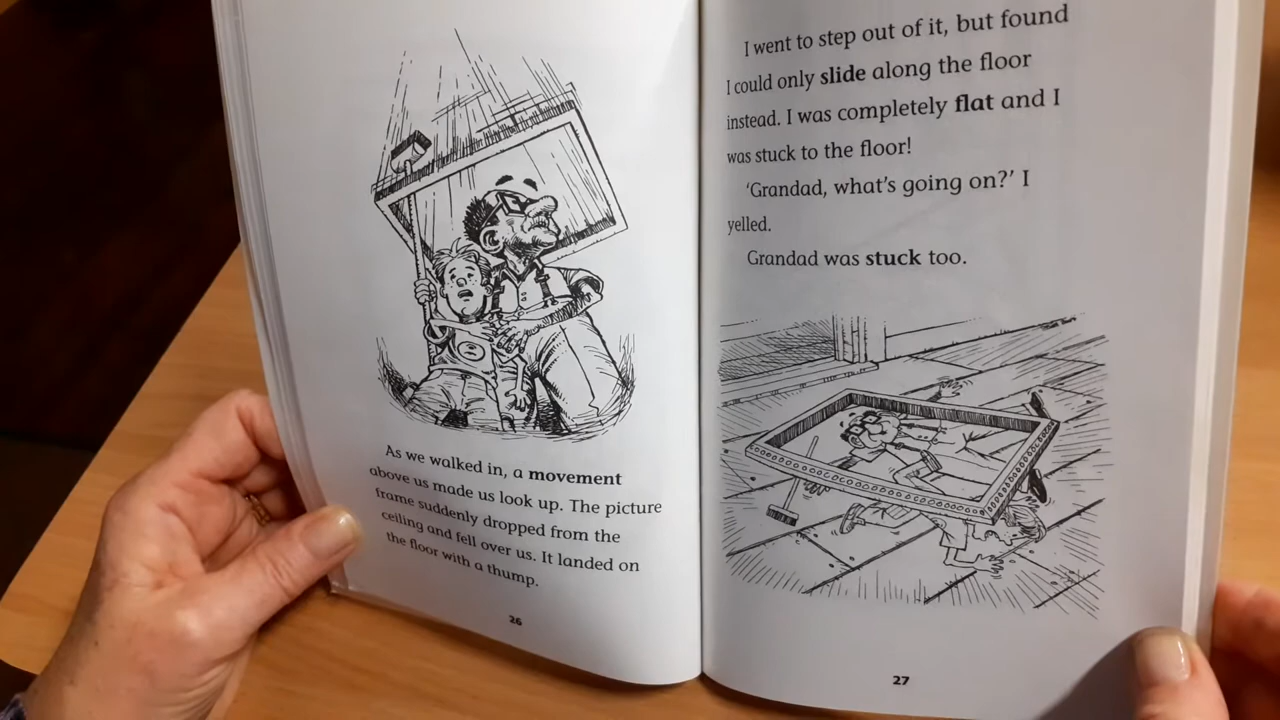 As we walked in, a movement
above us made us look up. The picture
frame suddenly dropped from the
ceiling and fell over us. It landed on
the floor with a thump.
26
I went to step out of it, but found
I could only slide along the floor
instead. I was completely flat and I
was stuck to the floor!
‘Grandad, what’s going on?’ I
yelled.
Grandad was stuck too.
27